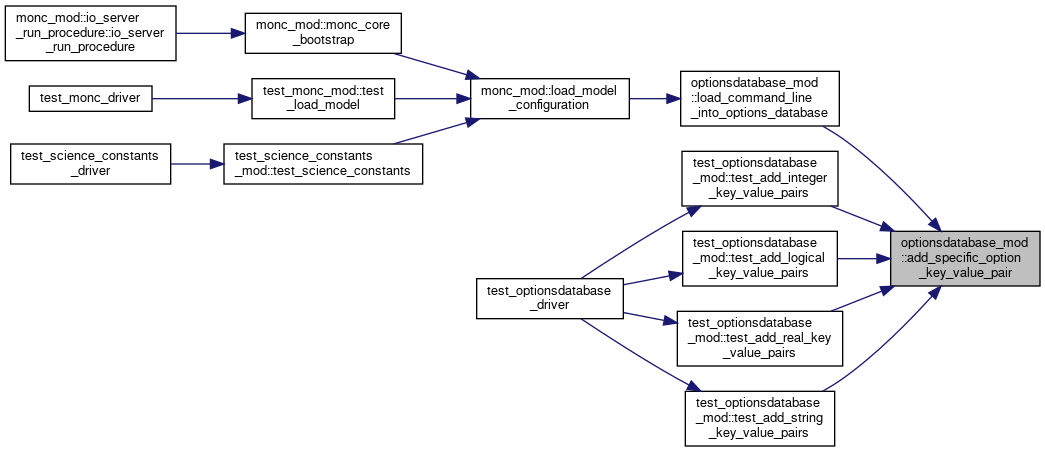 monc_mod::io_server
_run_procedure::io_server
_run_procedure
monc_mod::monc_core
_bootstrap
test_monc_driver
test_monc_mod::test
_load_model
test_science_constants
_driver
test_science_constants
_mod::test_science_constants
monc_mod::load_model
_configuration
optionsdatabase_mod
::load_command_line
_into_options_database
test_optionsdatabase
_mod::test_add_integer
_key_value_pairs
test_optionsdatabase
_mod::test_add_logical
_key_value_pairs
test_optionsdatabase
_driver
test_optionsdatabase
_mod::test_add_real_key
_value_pairs
test_optionsdatabase
_mod::test_add_string
_key_value_pairs
optionsdatabase_mod
::add_specific_option
_key_value_pair